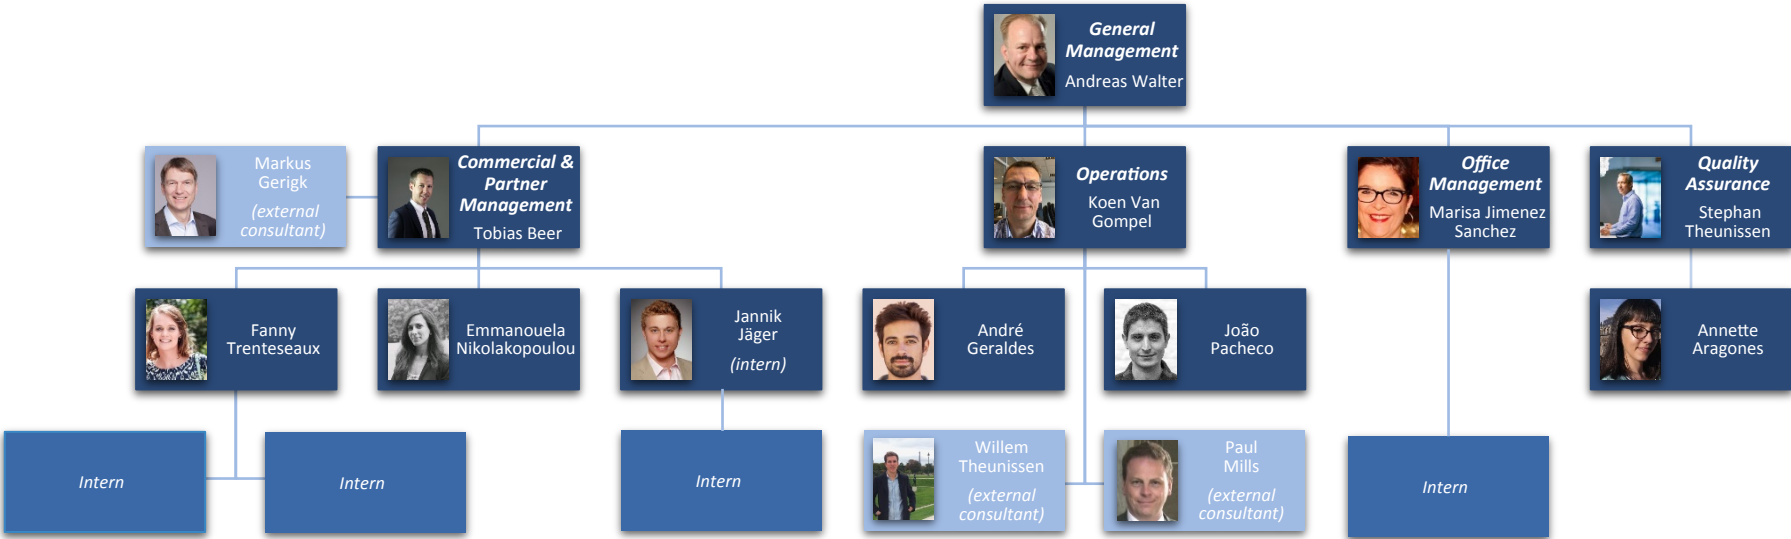 General
Management
Andreas Walter
Markus
Gerigk
(external
consultant)
Commercial &
Partner
Management
Tobias Beer
Operations
Koen Van
Gompel
Office
Management
Marisa Jimenez
Sanchez
Quality
Assurance
Stephan
Theunissen
Fanny
Trenteseaux
Emmanouela
Nikolakopoulou
Jannik
Jäger
(intern)
André
Geraldes
João
Pacheco
Annette
Aragones
Intern
Intern
Intern
Willem
Theunissen
(external
consultant)
Paul
Mills
(external
consultant)
Intern